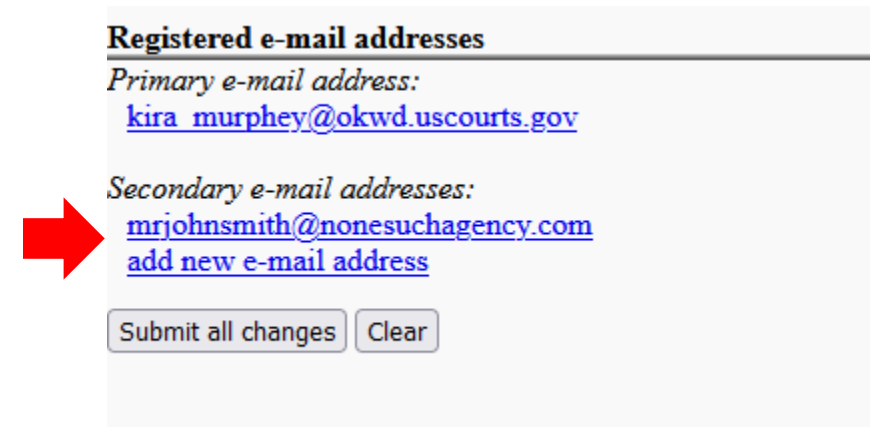 Registered e-mail addresses
Primary e-mail address:
kira_murphey@okwd.uscourts.gov
Secondary e-mail addresses:
mrjohnsmith@nonesuchagency.com
add new e-mail address
Submit all changes Clear